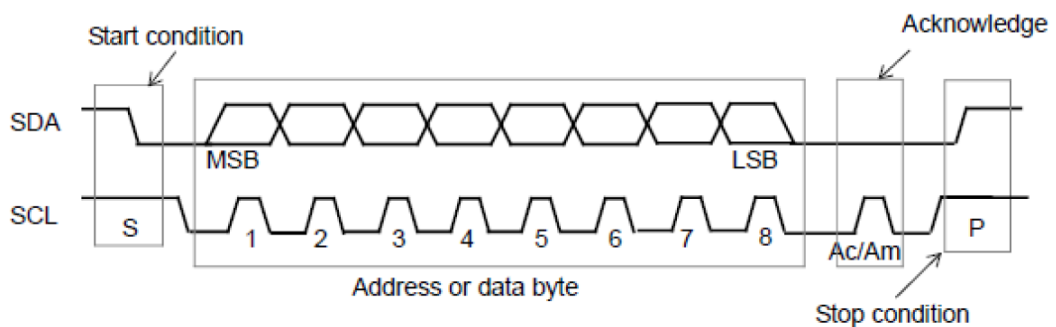 Start condition
Acknowledge
SDA
MSB
LSB
SCL
S
1 2 3 4 5 6 7 8
Ac/Am
P
Address or data byte
Stop condition